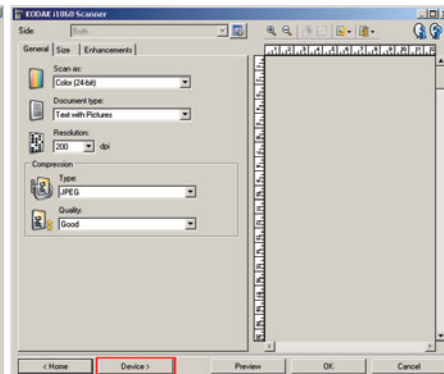 KODAK i1860 Scanner
Side: Both
General Size Enhancements
Scan as:
Color (24-bit)
Document type:
Text with Pictures
Resolution:
200 dpi
Compression
Type:
JPEG
Quality:
Good
< Home Device > Preview OK Cancel